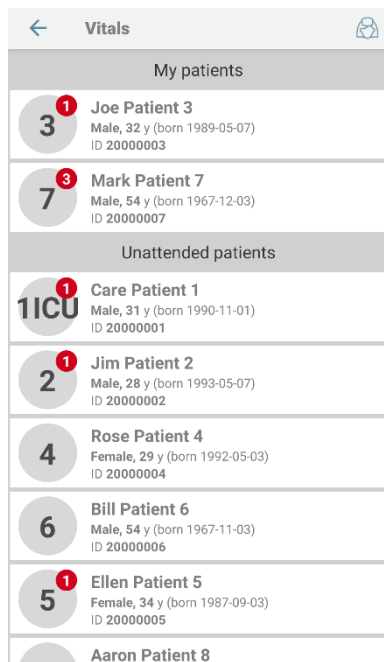 Vitals
My patients
3
1
Joe Patient 3
Male, 32 y (born 1989-05-07)
ID 20000003
7
3
Mark Patient 7
Male, 54 y (born 1967-12-03)
ID 20000007
Unattended patients
1ICU
1
Care Patient 1
Male, 31 y (born 1990-11-01)
ID 20000001
2
1
Jim Patient 2
Male, 28 y (born 1993-05-07)
ID 20000002
4
Rose Patient 4
Female, 29 y (born 1992-05-03)
ID 20000004
6
Bill Patient 6
Male, 54 y (born 1967-11-03)
ID 20000006
5
1
Ellen Patient 5
Female, 34 y (born 1987-09-03)
ID 20000005
Aaron Patient 8